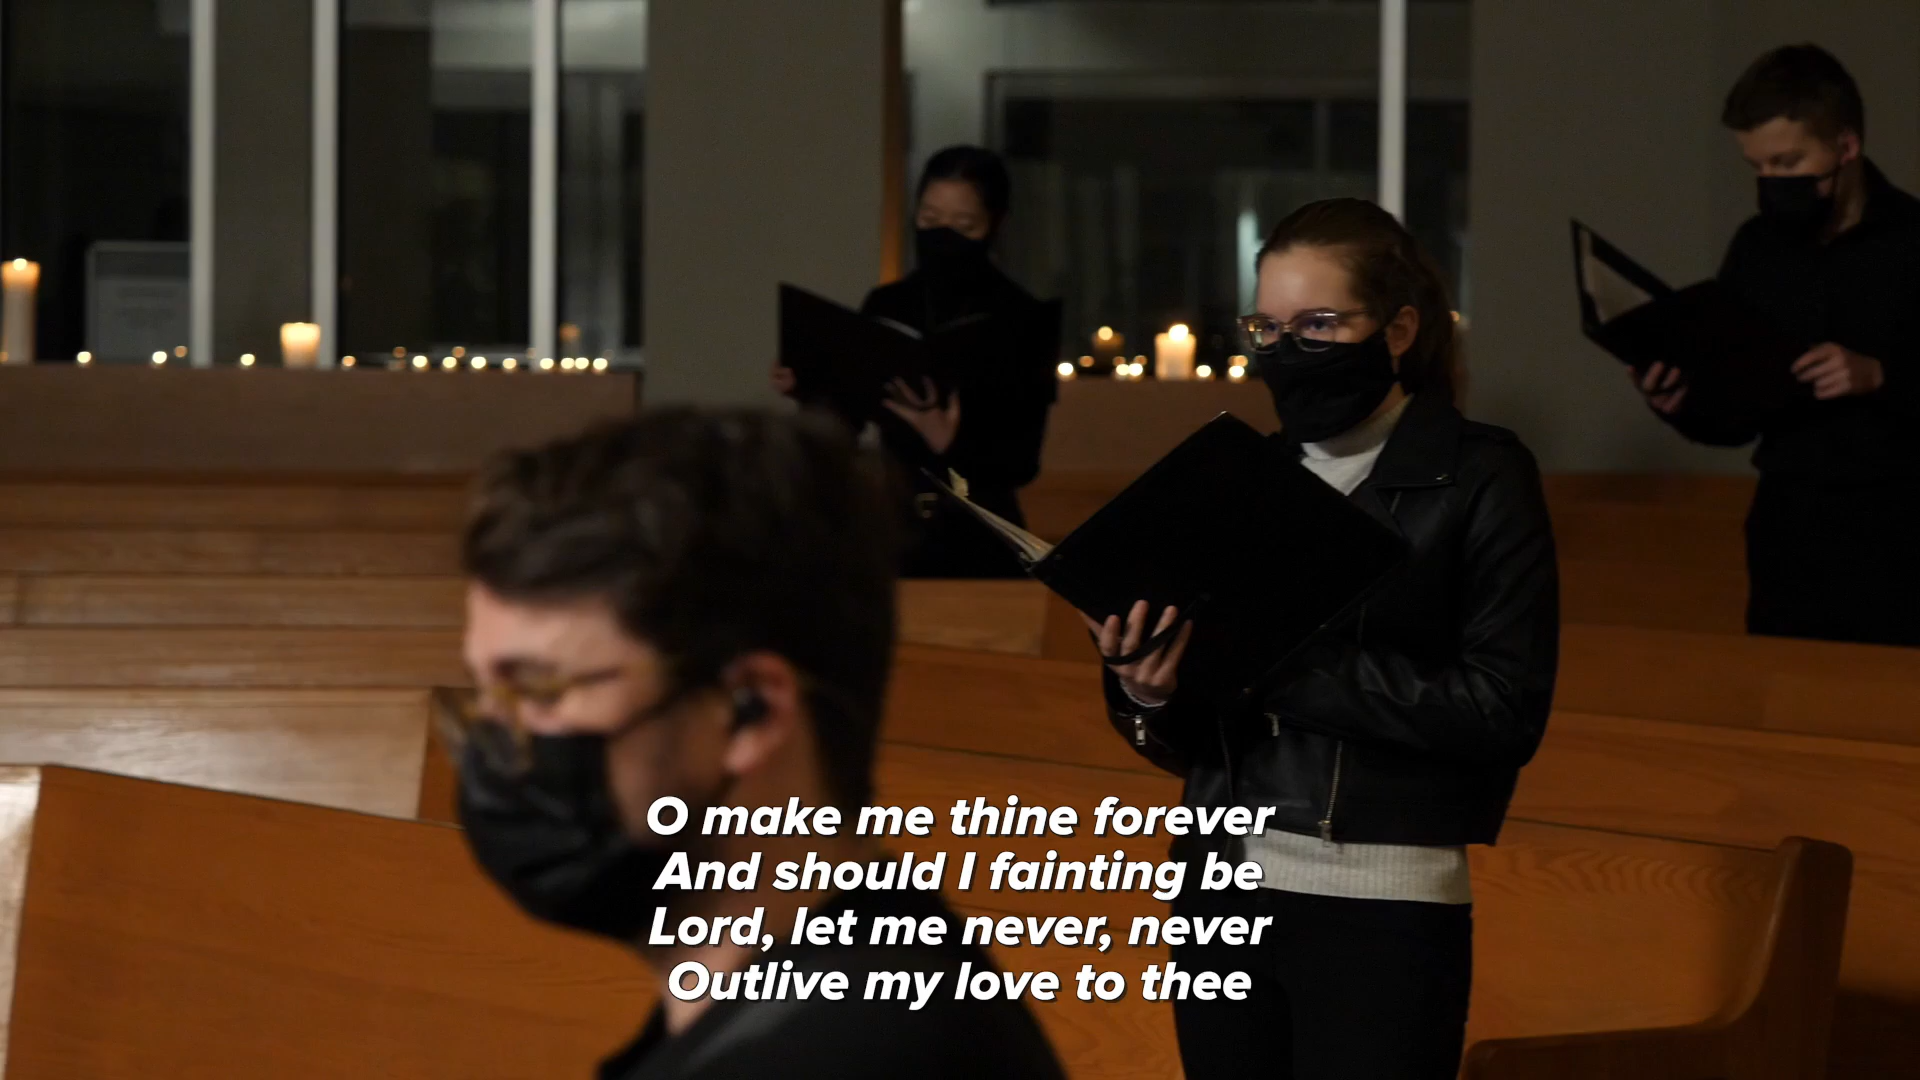 O make me thine forever
And should I fainting be
Lord, let me never, never
Outlive my love to thee